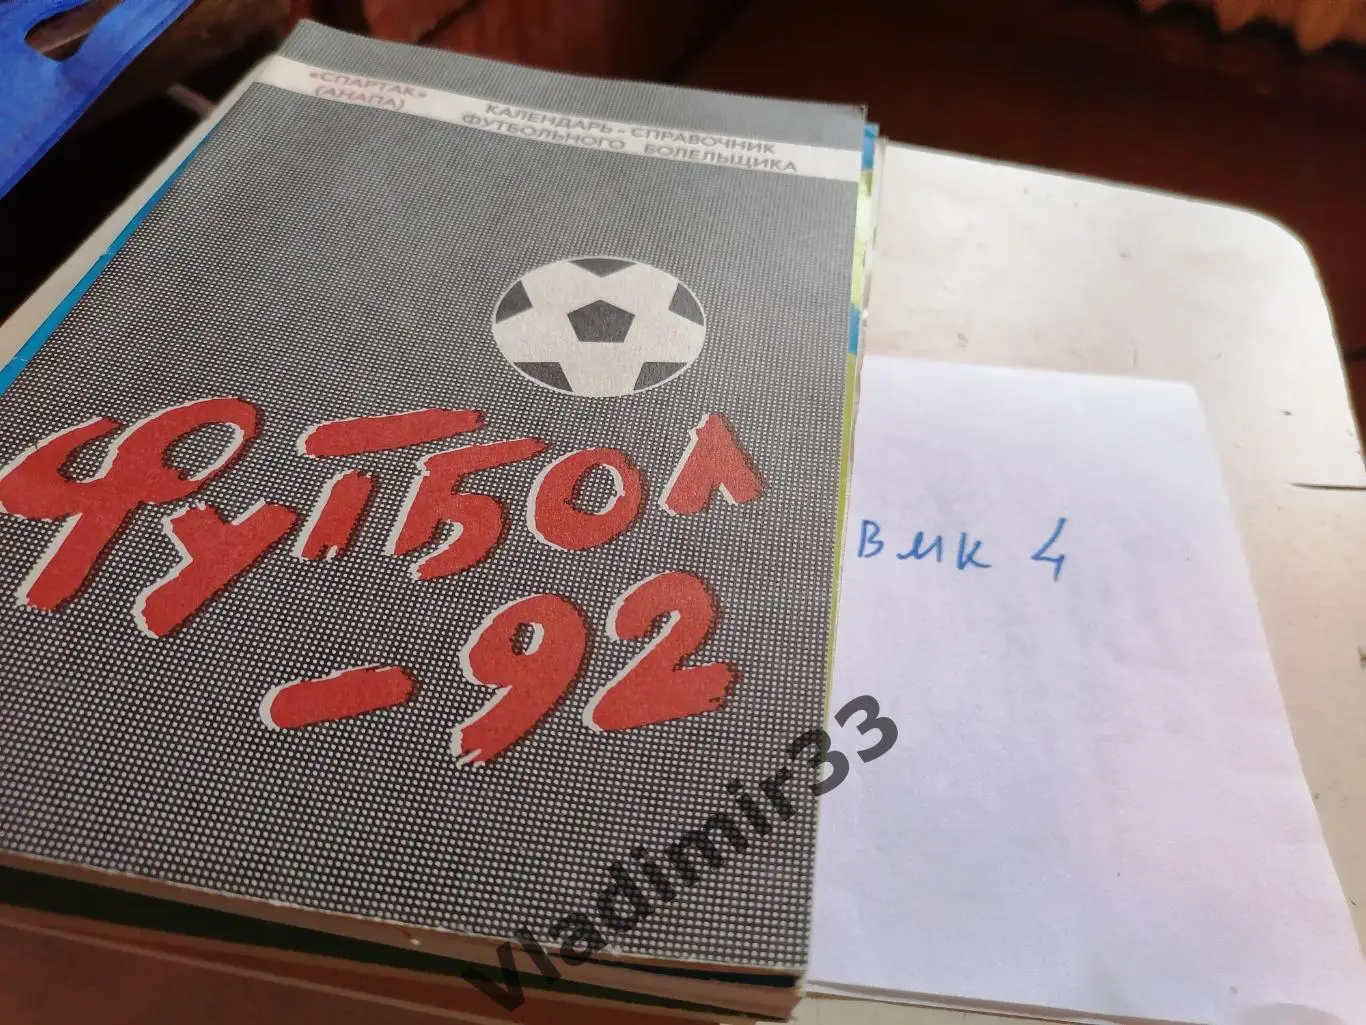 «СПАРТАК»
(АНАПА)
КАЛЕНДАРЬ-СПРАВОЧНИК
ФУТБОЛЬНОГО БОЛЕЛЬЩИКА
ФУТБОЛ
-92
ВМК 4
Vladimir33